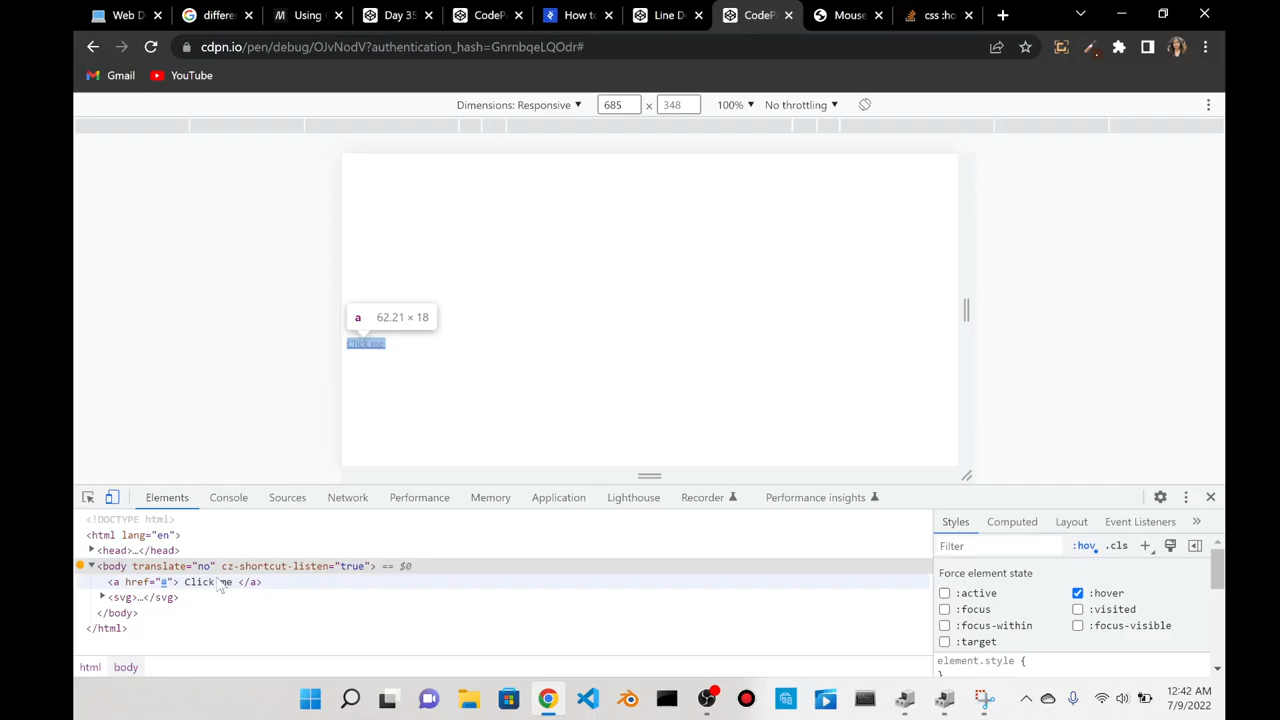 Web D
differe
Using
Day 35
CodeP
How to
Line D
CodeP
Mouse
css :ho
cdpn.io/pen/debug/OJvNodV?authentication_hash=GnrnbqeLQOdr#
Gmail
YouTube
Dimensions: Responsive
685
×
348
100%
No throttling
a 62.21 × 18
Click me
Elements
Console
Sources
Network
Performance
Memory
Application
Lighthouse
Recorder
Performance insights
<!DOCTYPE html>
<html lang="en">
<head>…</head>
<body translate="no" cz-shortcut-listen="true"> == $0
<a href="#"> Click me </a>
<svg>…</svg>
</body>
</html>
html
body
Styles
Computed
Layout
Event Listeners
»
Filter
:hov
.cls
Force element state
:active
:hover
:focus
:visited
:focus-within
:focus-visible
:target
element.style {
}
12:42 AM
7/9/2022